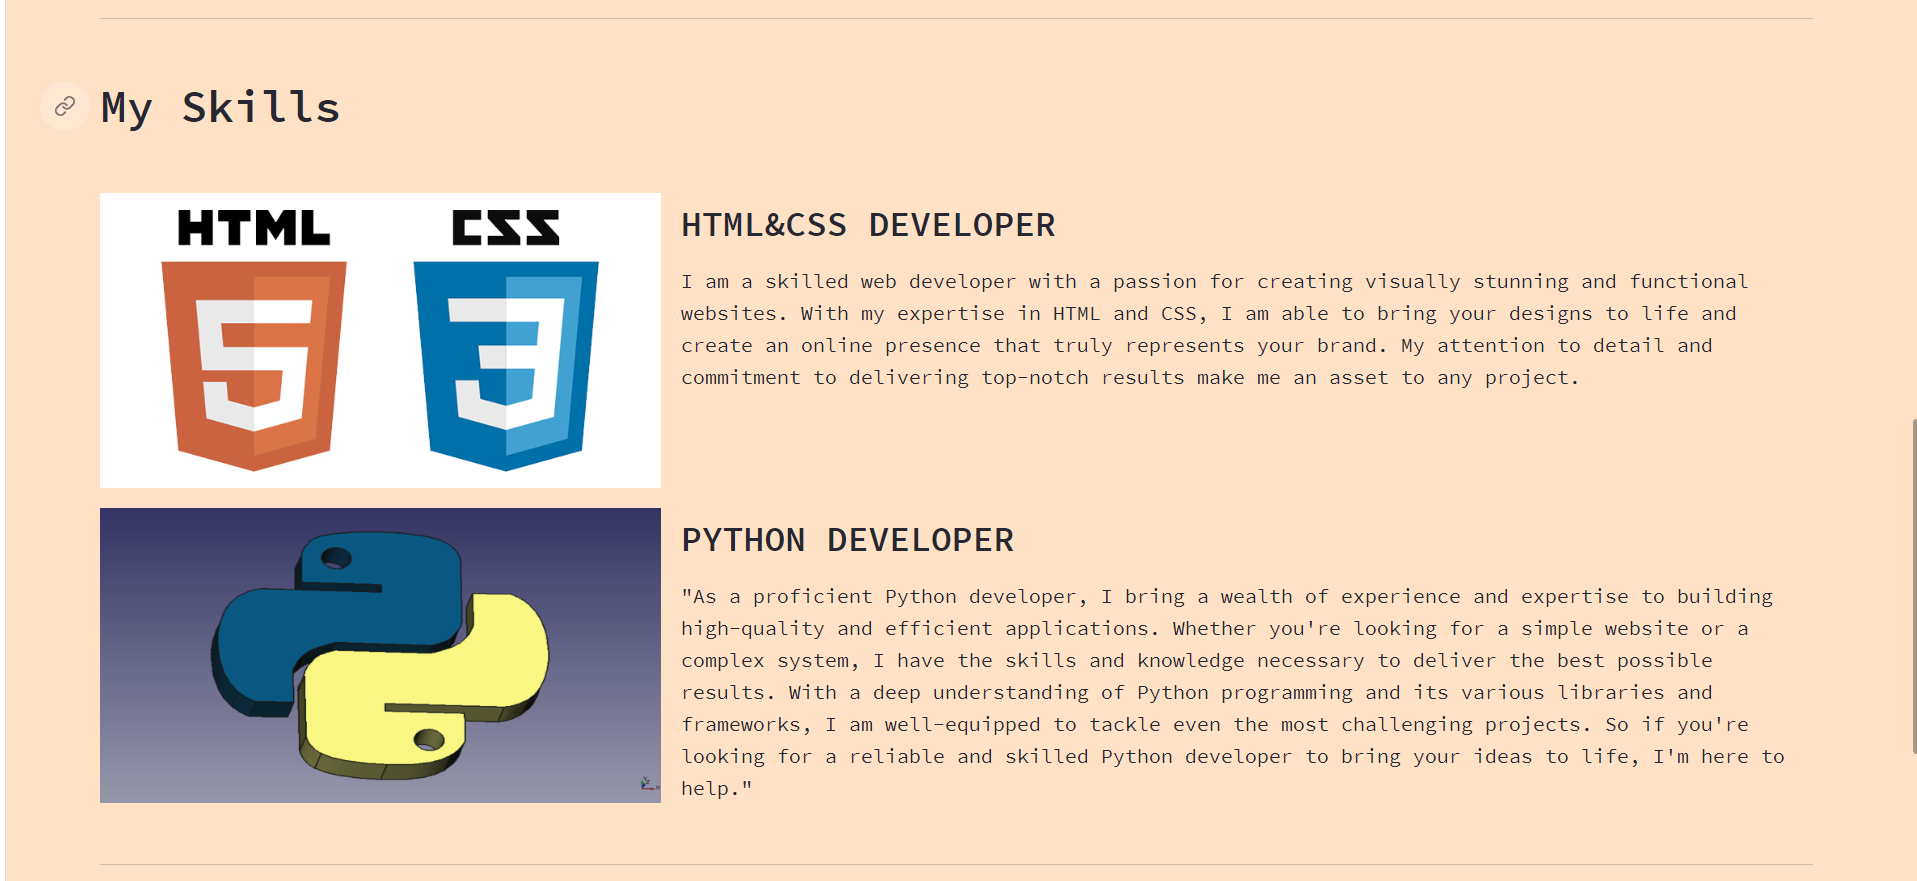 My Skills
HTML CSS
5 3
HTML&CSS DEVELOPER
I am a skilled web developer with a passion for creating visually stunning and functional
websites. With my expertise in HTML and CSS, I am able to bring your designs to life and
create an online presence that truly represents your brand. My attention to detail and
commitment to delivering top-notch results make me an asset to any project.
PYTHON DEVELOPER
"As a proficient Python developer, I bring a wealth of experience and expertise to building
high-quality and efficient applications. Whether you're looking for a simple website or a
complex system, I have the skills and knowledge necessary to deliver the best possible
results. With a deep understanding of Python programming and its various libraries and
frameworks, I am well-equipped to tackle even the most challenging projects. So if you're
looking for a reliable and skilled Python developer to bring your ideas to life, I'm here to
help."